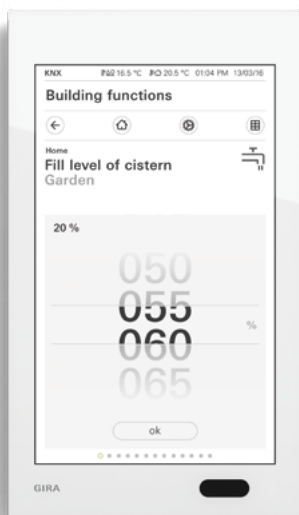 KNX 16.5 °C 20.5 °C 01:04 PM 13/03/16
Building functions
Home
Fill level of cistern
Garden
20 %
050
055
060
065
%
ok
GIRA